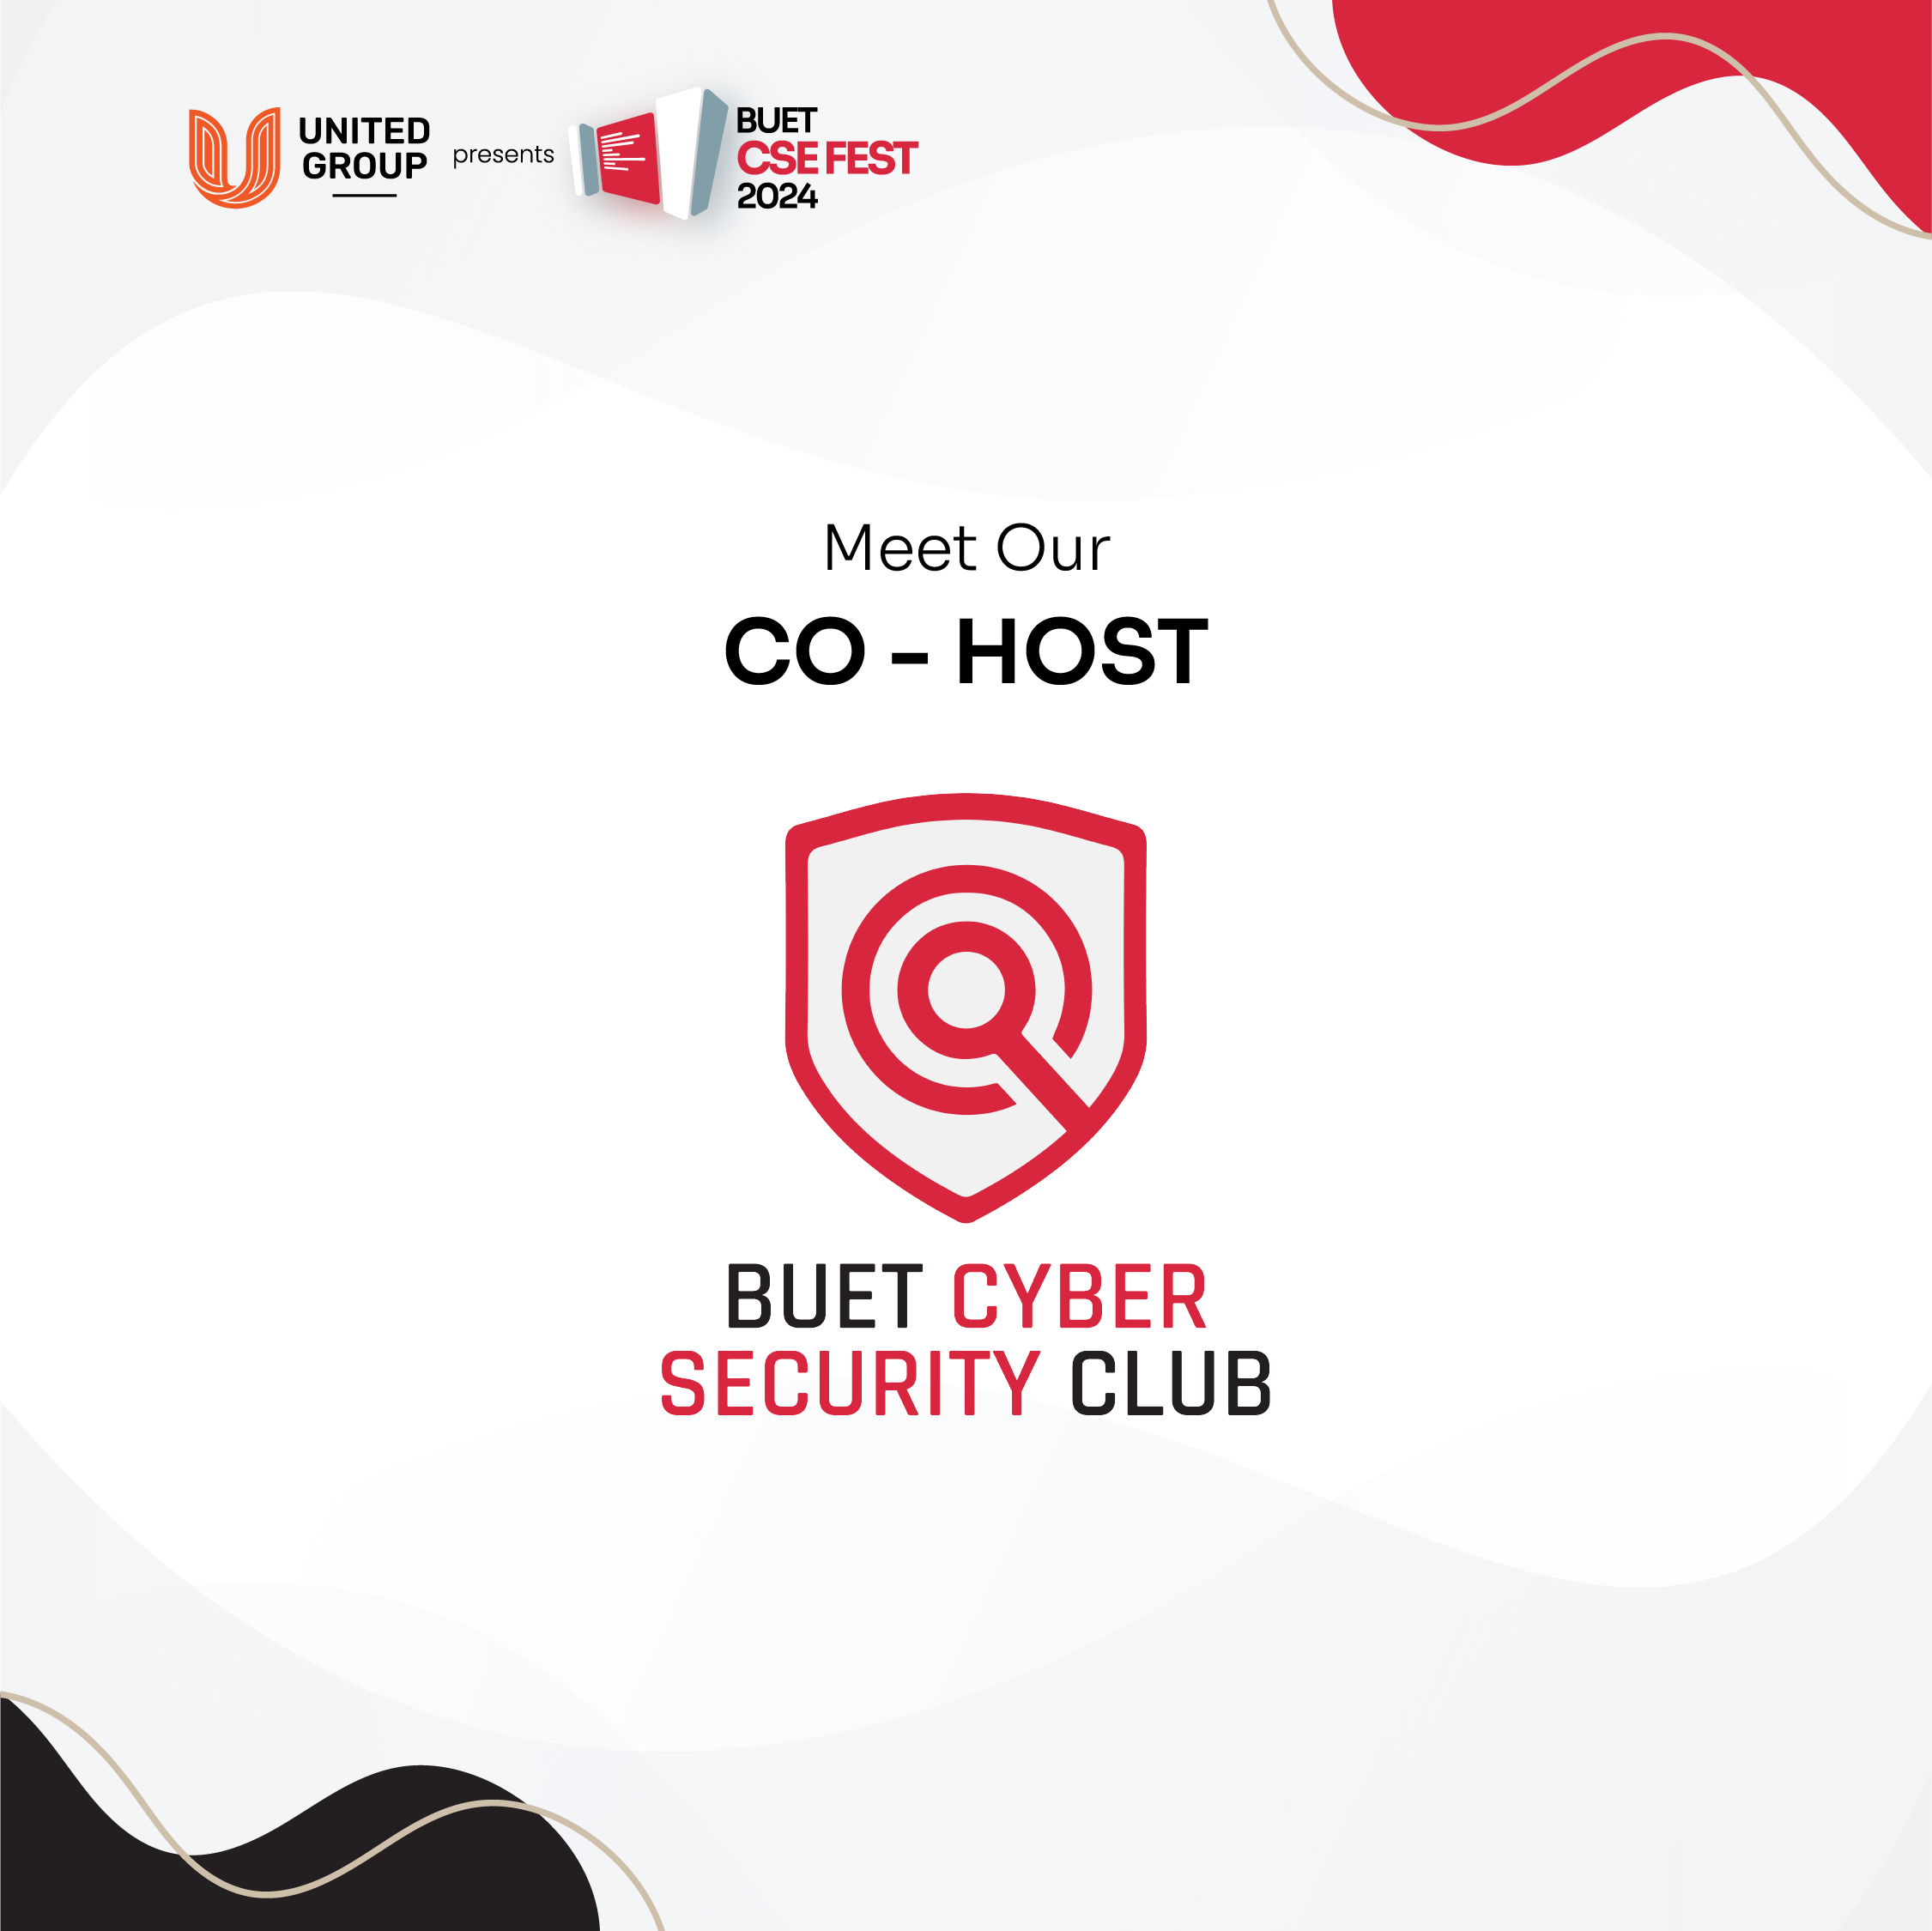 UNITED
GROUP
presents
BUET
CSE FEST
2024
Meet Our
CO - HOST
BUET CYBER
SECURITY CLUB